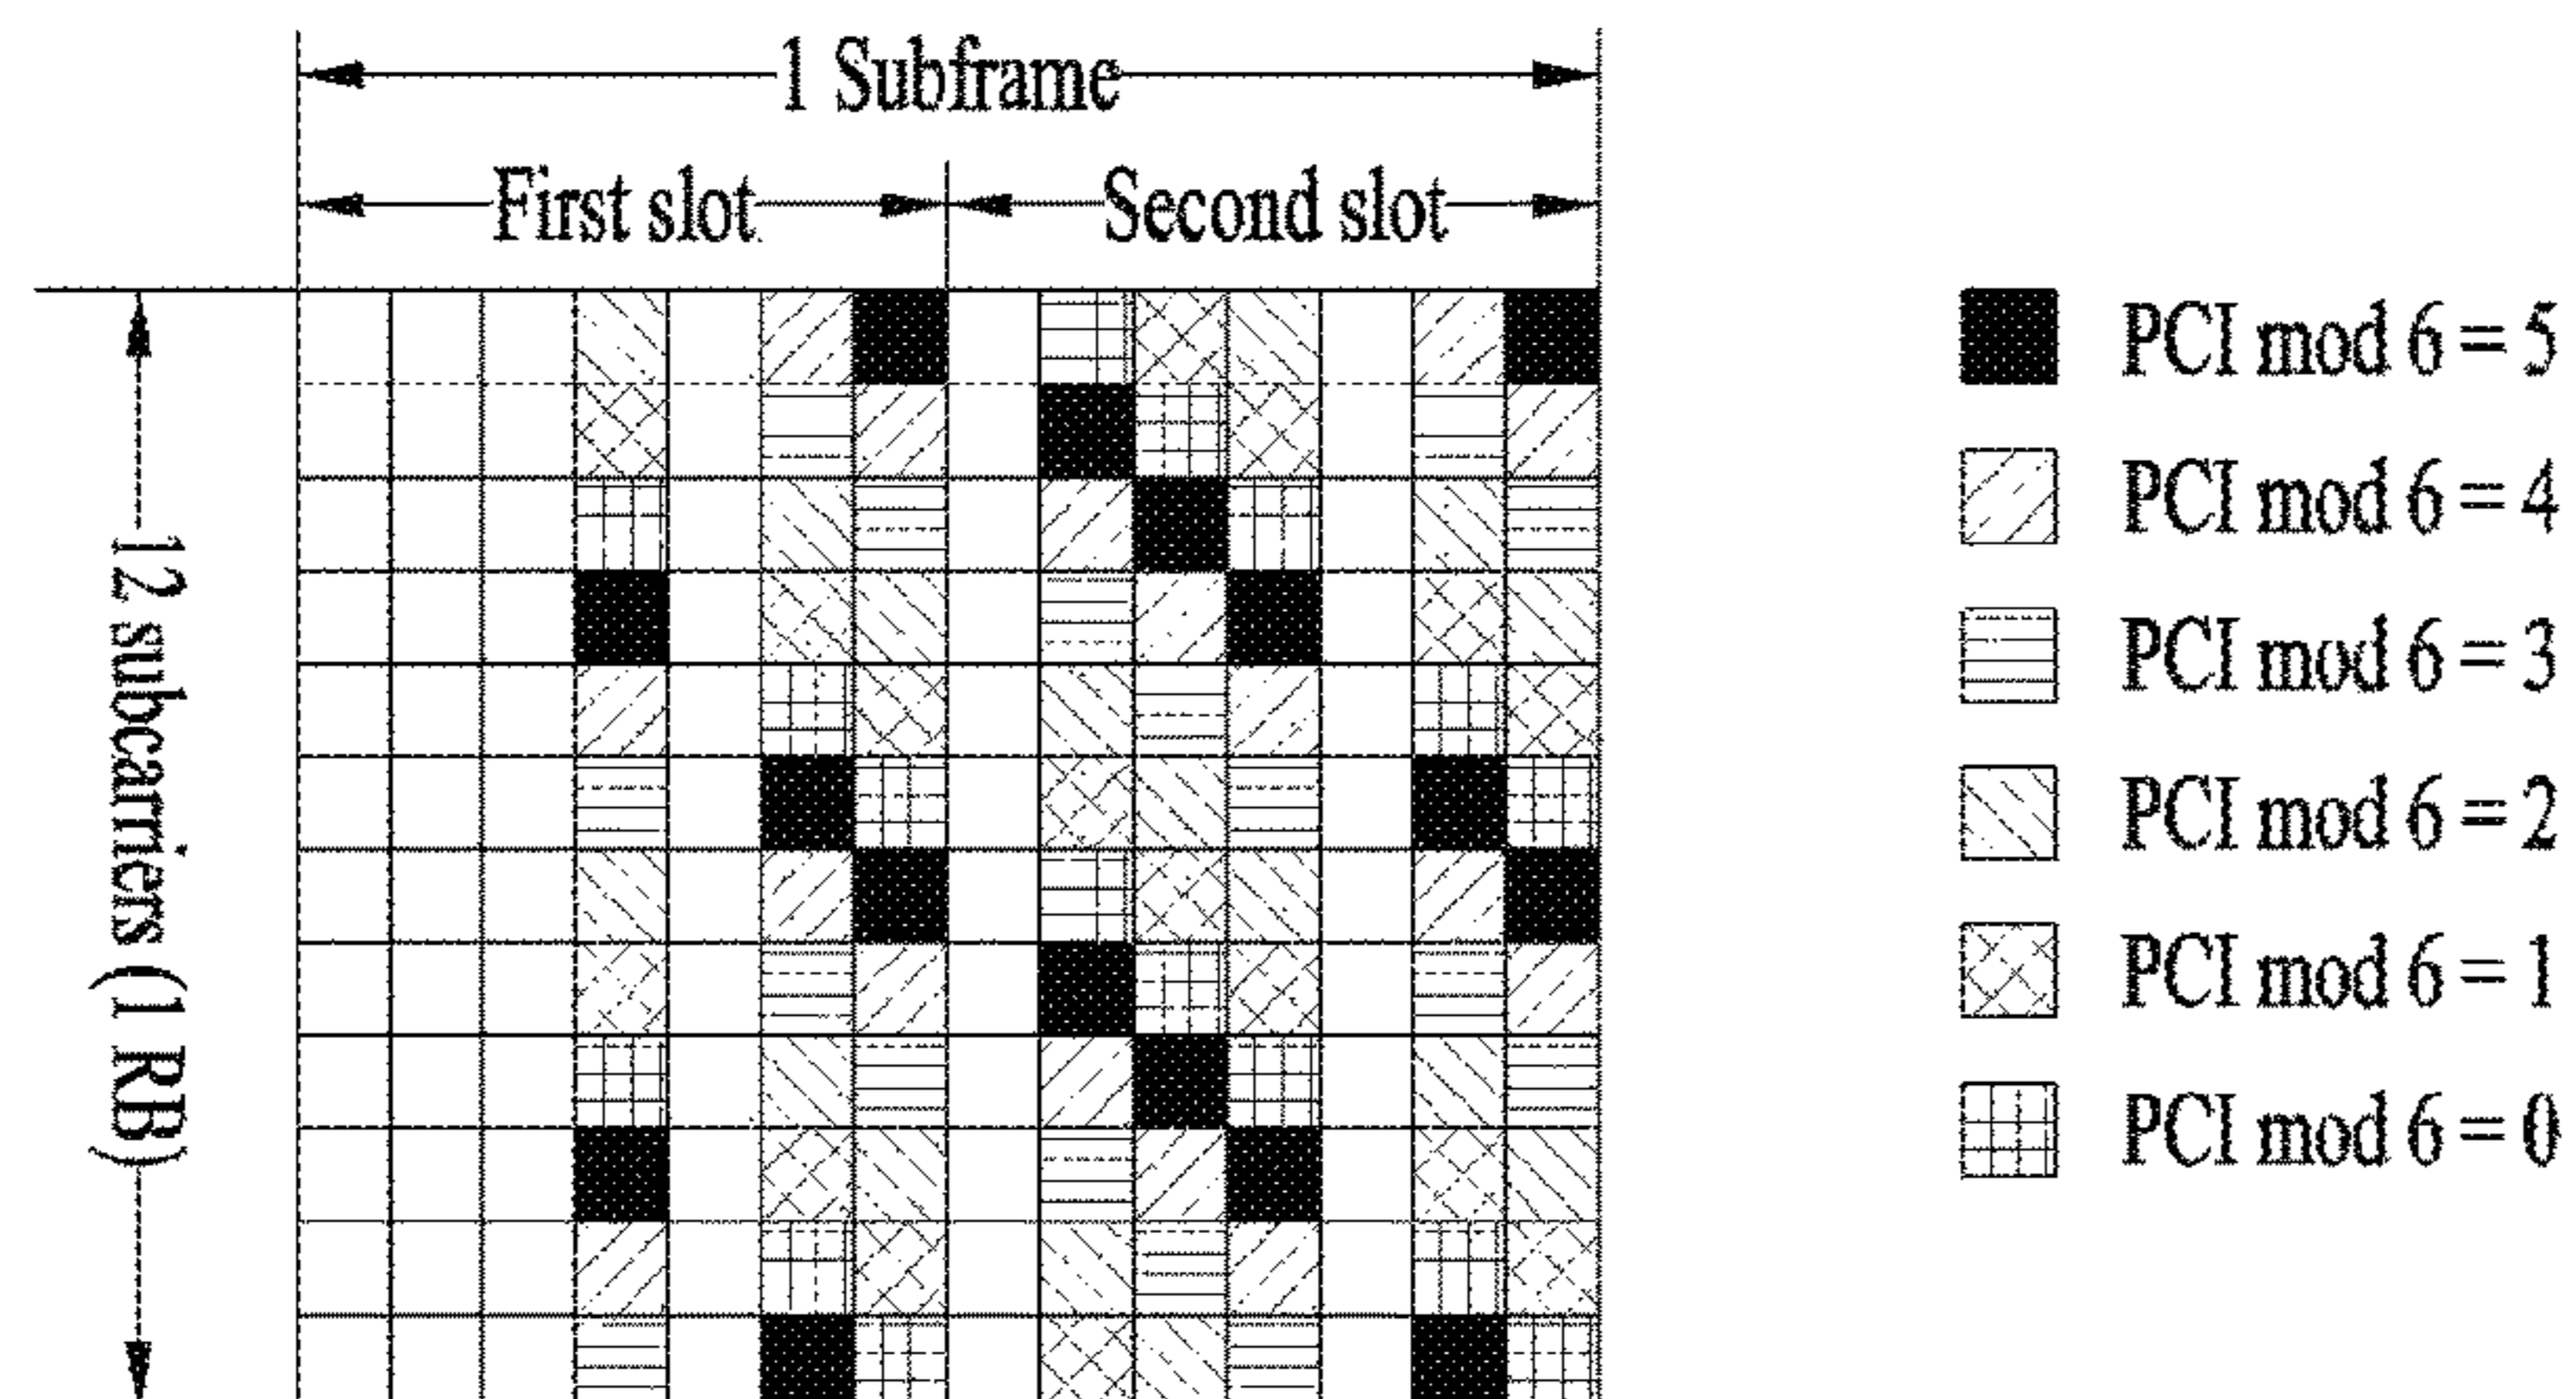 1 Subframe
First slot
Second slot
12 subcarriers (1 RB)
PCI mod 6 = 5
PCI mod 6 = 4
PCI mod 6 = 3
PCI mod 6 = 2
PCI mod 6 = 1
PCI mod 6 = 0